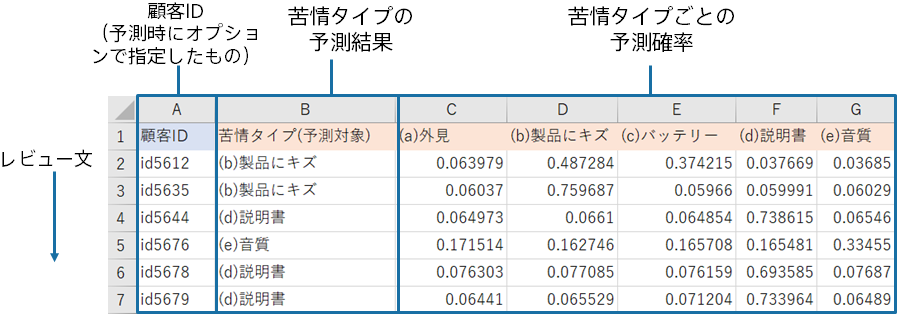 顧客ID
（予測時にオプショ
ンで指定したもの）
苦情タイプの
予測結果
苦情タイプごとの
予測確率
レビュー文
A B C D E F G
1 顧客ID 苦情タイプ(予測対象) (a)外見 (b)製品にキズ (c)バッテリー (d)説明書 (e)音質
2 id5612 (b)製品にキズ 0.063979 0.487284 0.374215 0.037669 0.03685
3 id5635 (b)製品にキズ 0.06037 0.759687 0.05966 0.059991 0.06029
4 id5644 (d)説明書 0.064973 0.0661 0.064854 0.738615 0.06546
5 id5676 (e)音質 0.171514 0.162746 0.165708 0.165481 0.33455
6 id5678 (d)説明書 0.076303 0.077085 0.076159 0.693585 0.07687
7 id5679 (d)説明書 0.06441 0.065529 0.071204 0.733964 0.06489